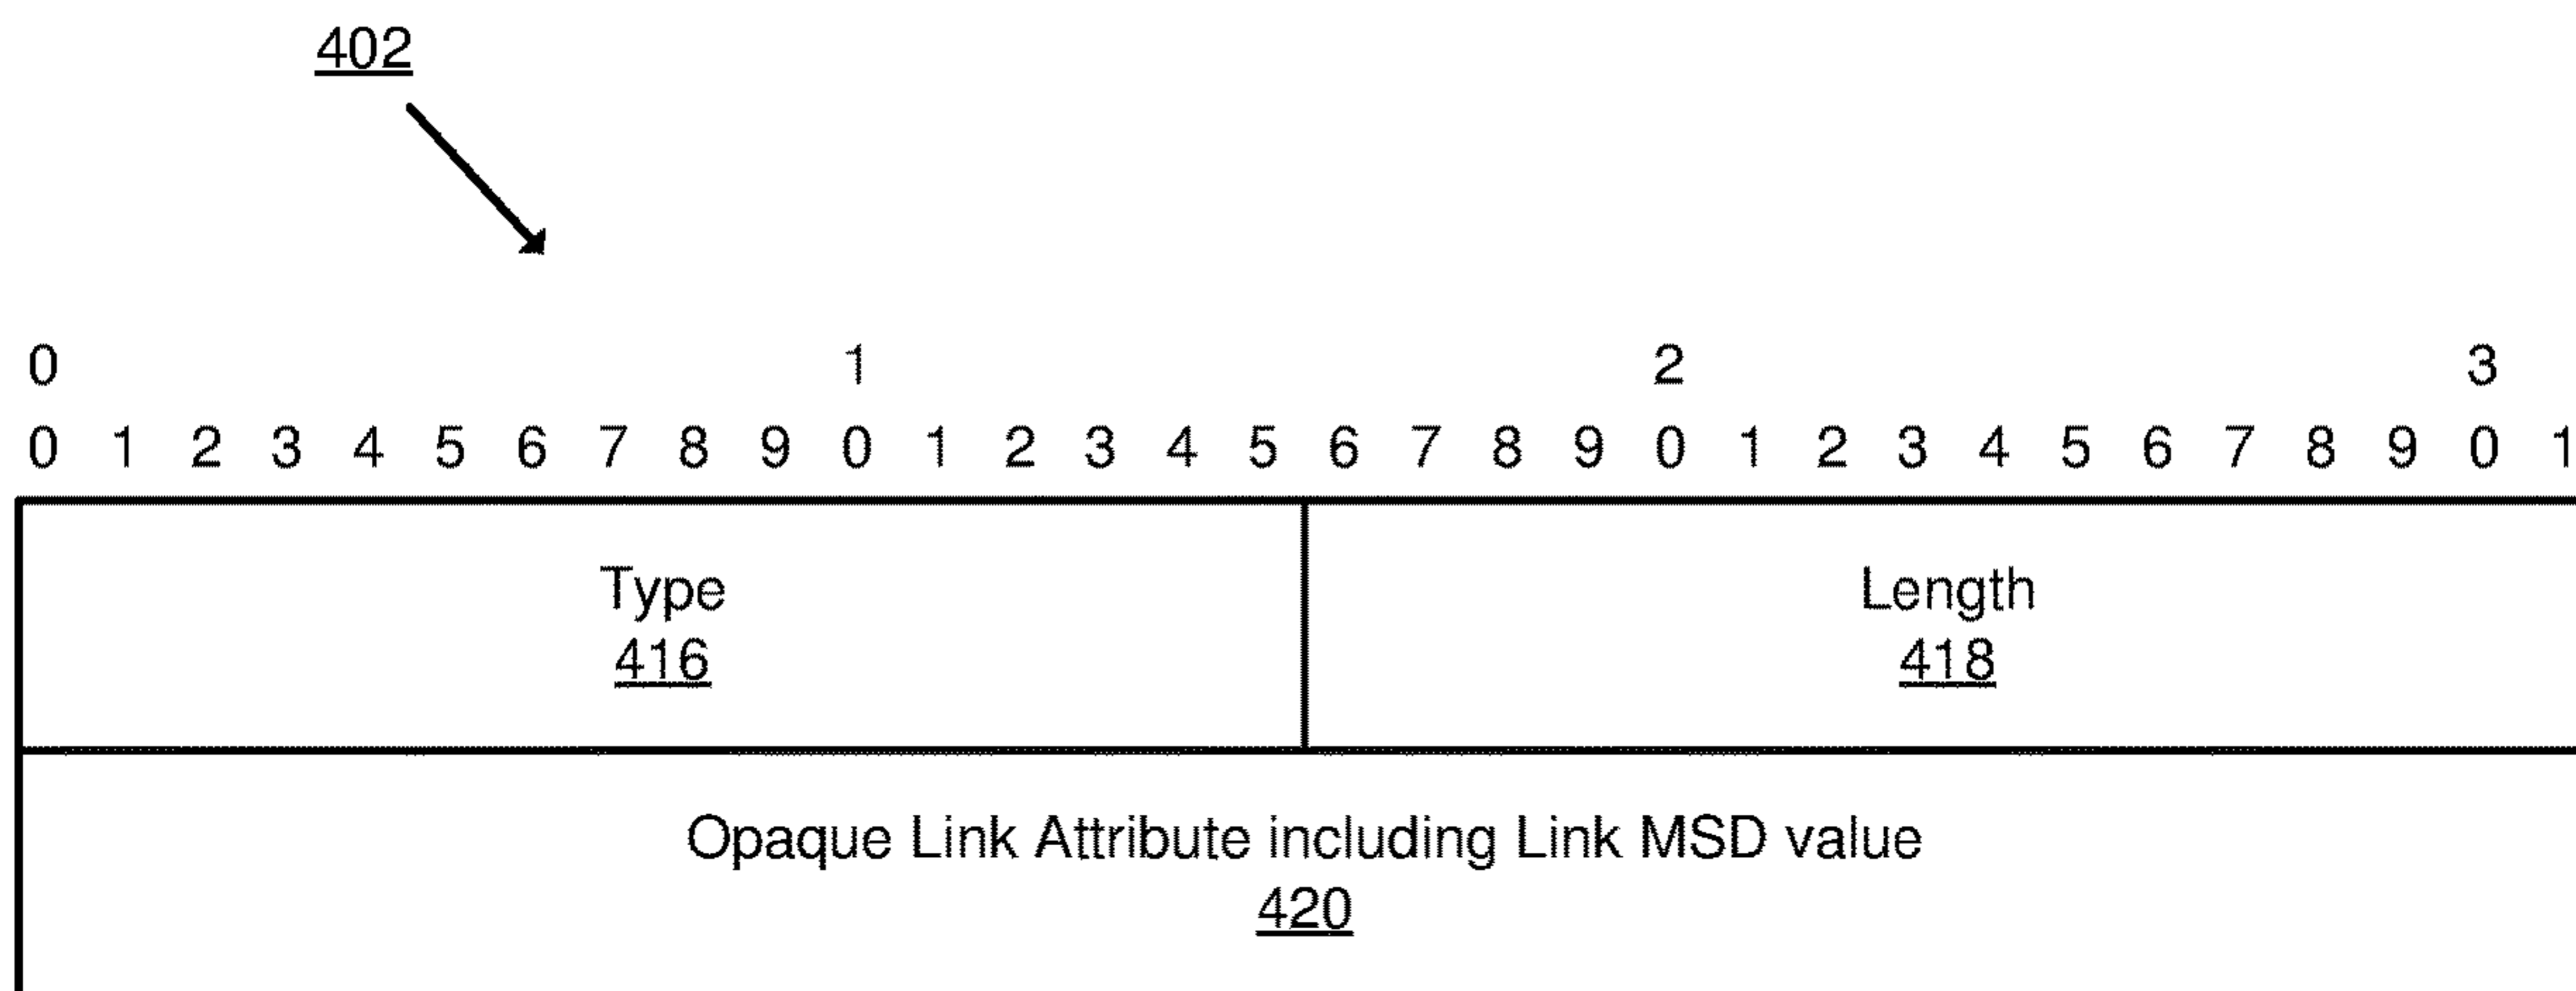 402
0 1 2 3
0 1 2 3 4 5 6 7 8 9 0 1 2 3 4 5 6 7 8 9 0 1 2 3 4 5 6 7 8 9 0 1
Type Length
416 418
Opaque Link Attribute including Link MSD value
420